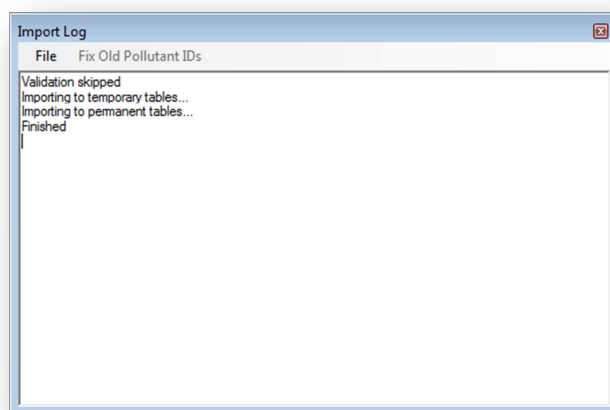 Import Log
File Fix Old Pollutant IDs
Validation skipped
Importing to temporary tables...
Importing to permanent tables...
Finished